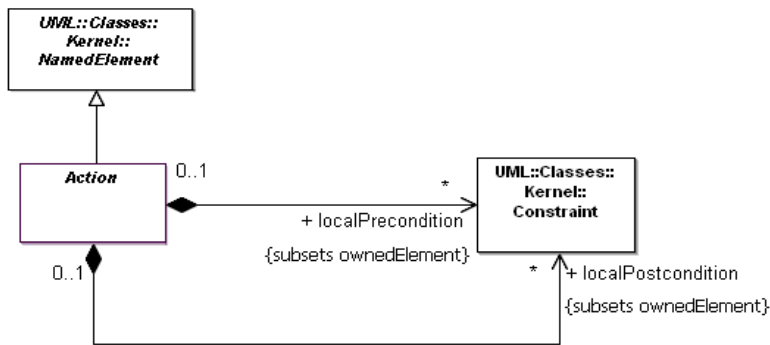 UML::Classes::
Kernel::
NamedElement
Action
0..1
*
+ localPrecondition
{subsets ownedElement}
UML::Classes::
Kernel::
Constraint
0..1
*
+ localPostcondition
{subsets ownedElement}